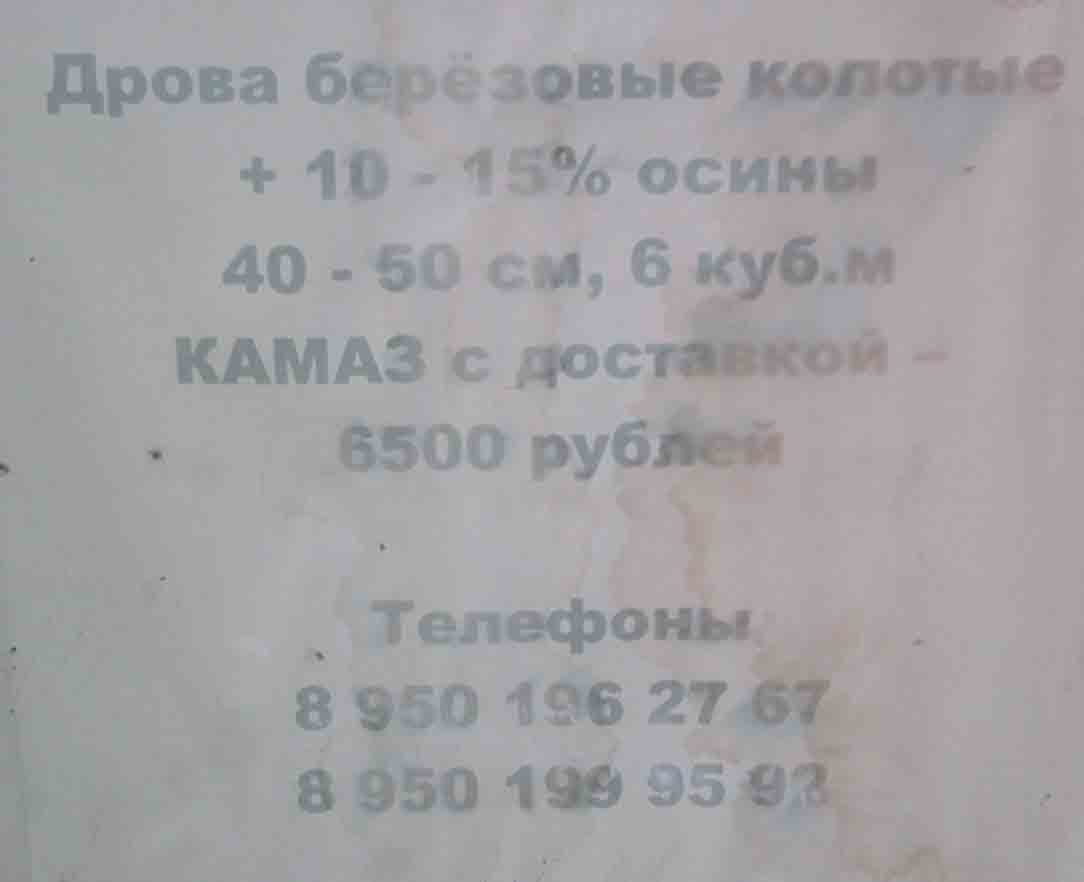 Дрова берёзовые колотые
+ 10 - 15% осины
40 - 50 см, 6 куб.м
КАМАЗ с доставкой –
6500 рублей
Телефоны
8 950 196 27 67
8 950 199 95